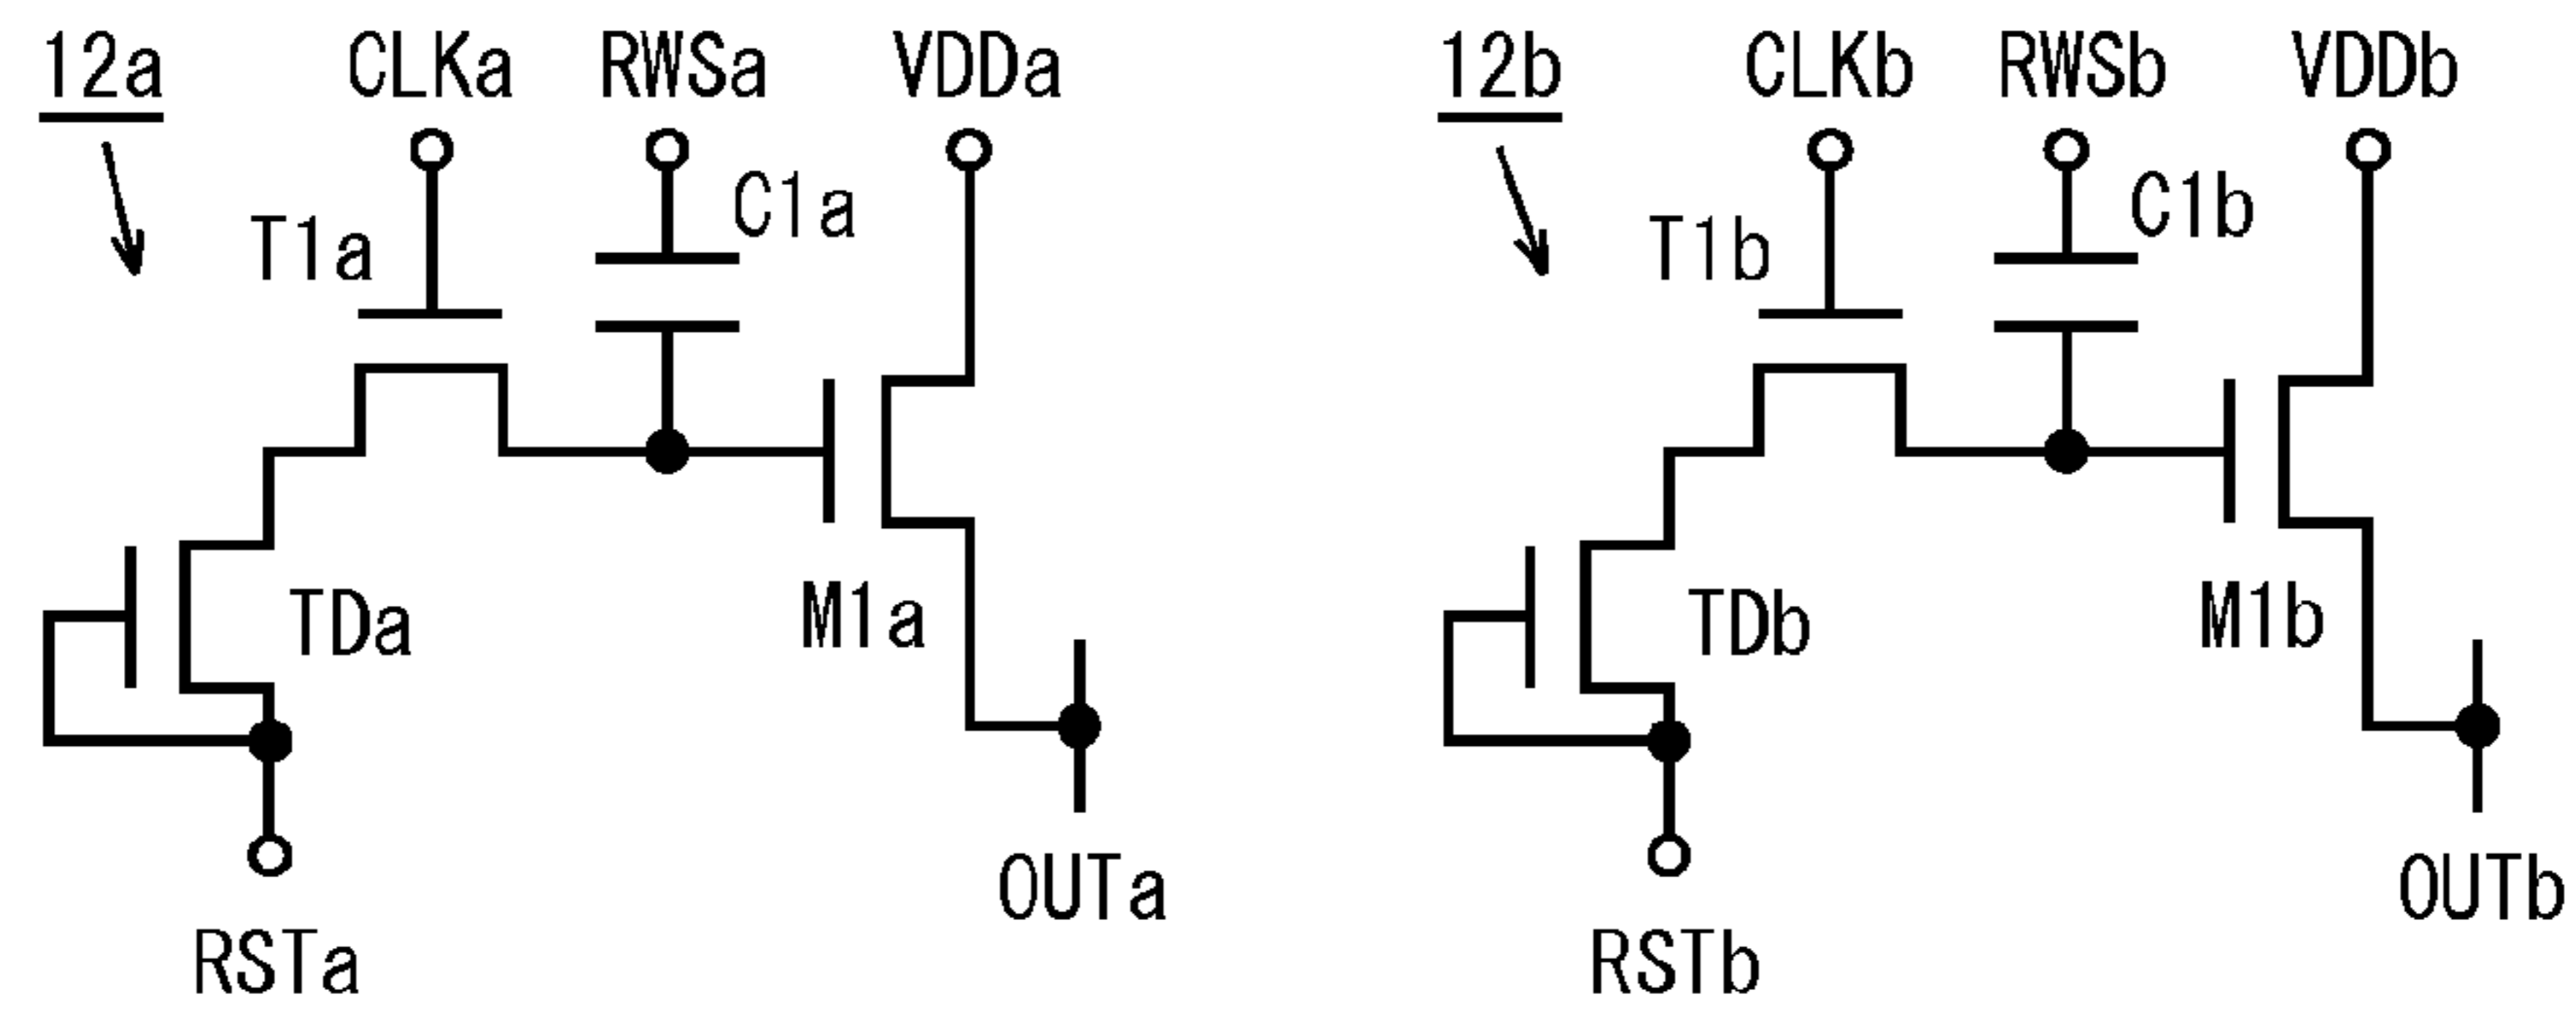 12a CLKa RWSa VDDa
C1a
T1a
TDa M1a
OUTa
RSTa
12b CLKb RWSb VDDb
C1b
T1b
TDb M1b
OUTb
RSTb